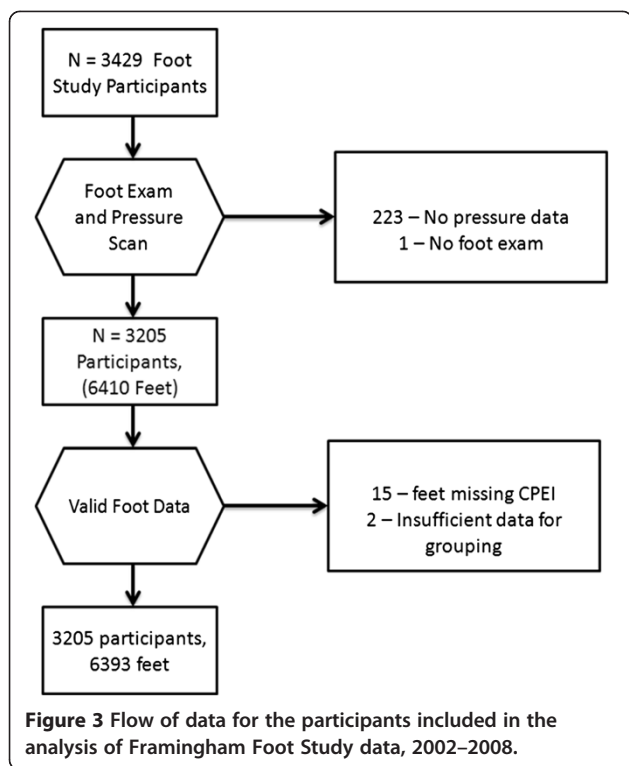 N = 3429 Foot
Study Participants
Foot Exam
and Pressure
Scan
223 – No pressure data
1 – No foot exam
N = 3205
Participants,
(6410 Feet)
Valid Foot Data
15 – feet missing CPEI
2 – Insufficient data for
grouping
3205 participants,
6393 feet
Figure 3 Flow of data for the participants included in the
analysis of Framingham Foot Study data, 2002–2008.